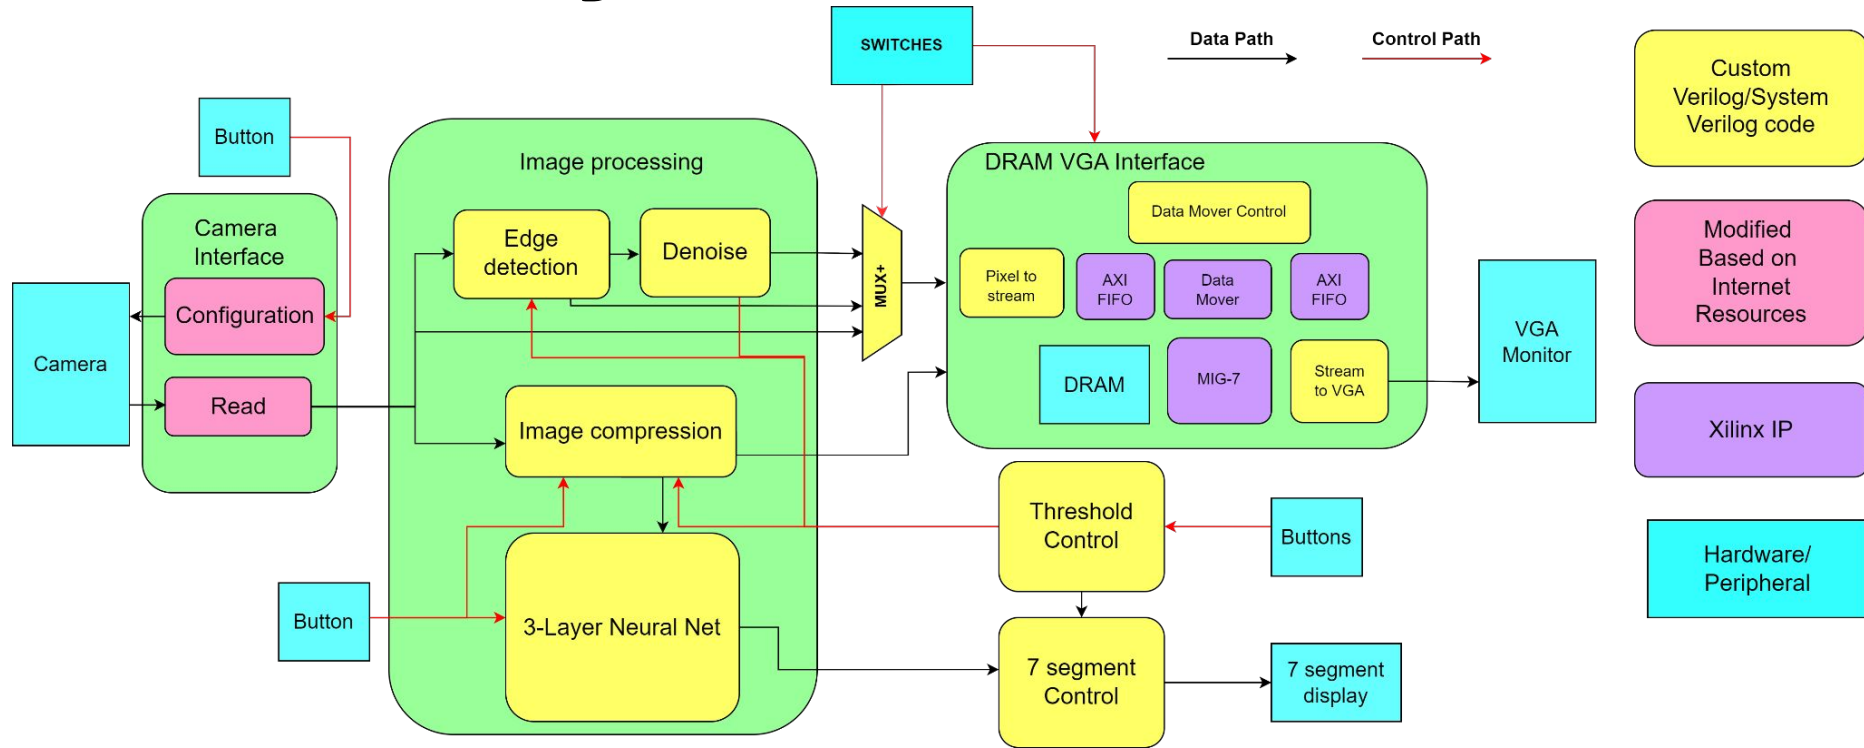 SWITCHES
Data Path
Control Path
Custom
Verilog/System
Verilog code
Button
Image processing
DRAM VGA Interface
Data Mover Control
Camera
Interface
Edge
detection
Denoise
MUX+
Pixel to
stream
AXI
FIFO
Data
Mover
AXI
FIFO
Modified
Based on
Internet
Resources
Configuration
Camera
Read
DRAM
MIG-7
Stream
to VGA
VGA
Monitor
Image compression
Xilinx IP
Threshold
Control
Buttons
Hardware/
Peripheral
Button
3-Layer Neural Net
7 segment
Control
7 segment
display